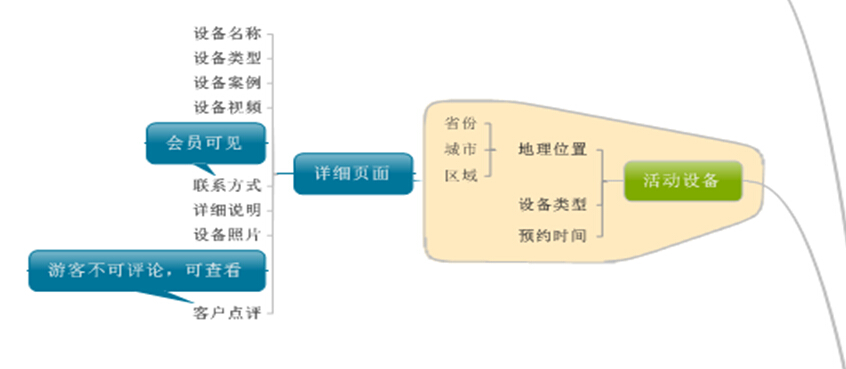 设备名称
设备类型
设备案例
设备视频
会员可见
联系方式
详细说明
设备照片
游客不可评论，可查看
客户点评
详细页面
省份
城市
区域
地理位置
设备类型
预约时间
活动设备